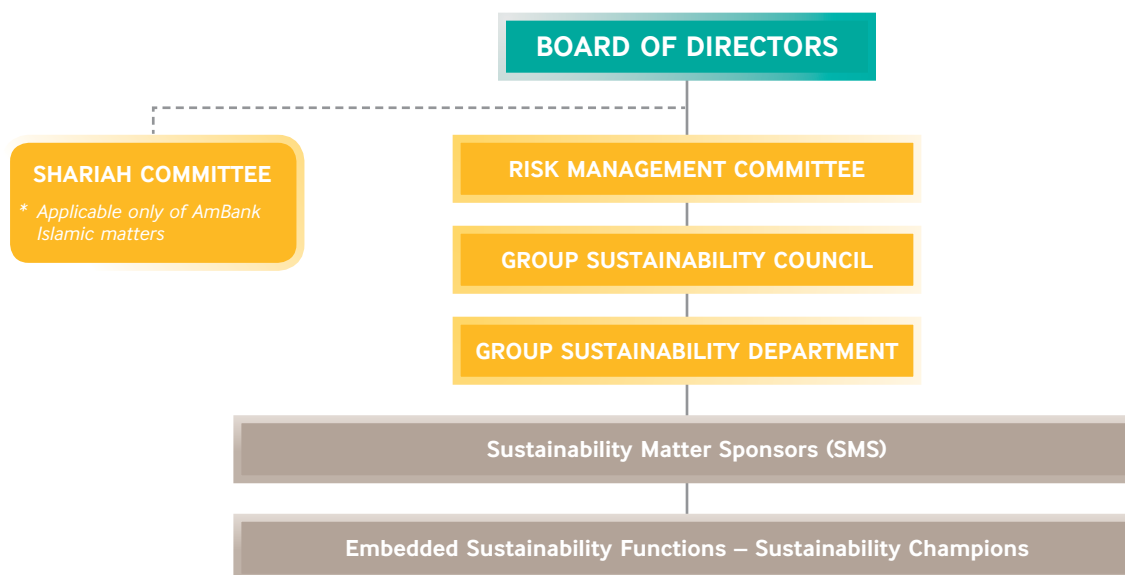 BOARD OF DIRECTORS
SHARIAH COMMITTEE
* Applicable only of AmBank
Islamic matters
RISK MANAGEMENT COMMITTEE
GROUP SUSTAINABILITY COUNCIL
GROUP SUSTAINABILITY DEPARTMENT
Sustainability Matter Sponsors (SMS)
Embedded Sustainability Functions – Sustainability Champions